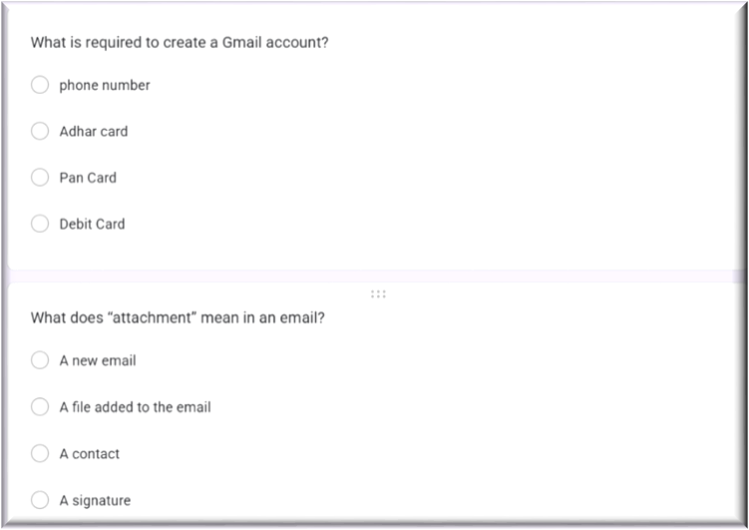 What is required to create a Gmail account?
phone number
Adhar card
Pan Card
Debit Card
What does "attachment" mean in an email?
A new email
A file added to the email
A contact
A signature